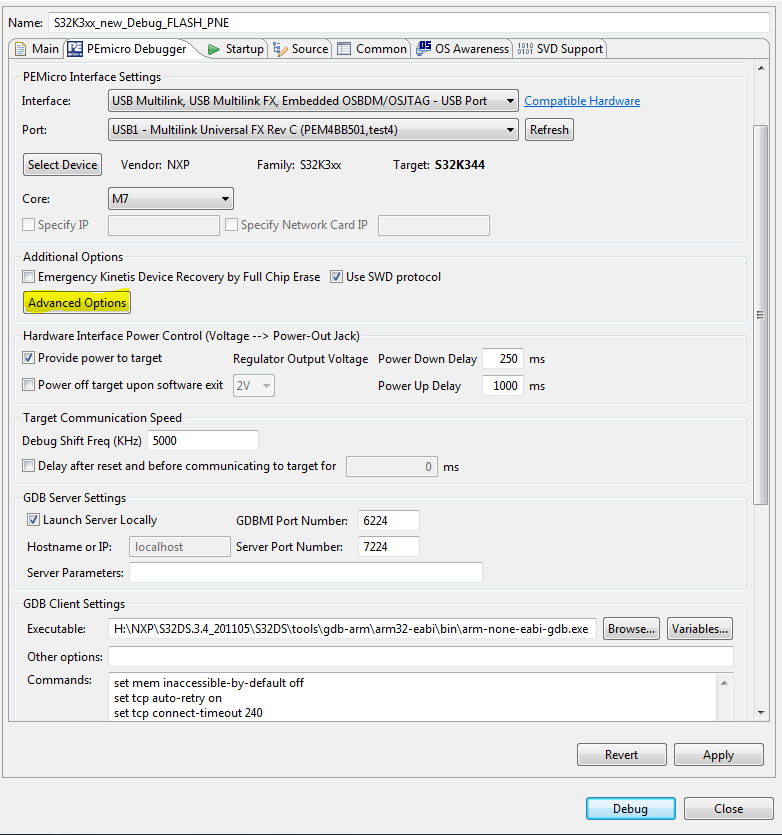 Name: S32K3xx_new_Debug_FLASH_PNE
Main PEmicro Debugger Startup Source Common OS Awareness SVD Support
PEMicro Interface Settings
Interface: USB Multilink, USB Multilink FX, Embedded OSBDM/OSJTAG - USB Port Compatible Hardware
Port: USB1 - Multilink Universal FX Rev C (PEM4BB501,test4) Refresh
Select Device Vendor: NXP Family: S32K3xx Target: S32K344
Core: M7
Specify IP Specify Network Card IP
Additional Options
Emergency Kinetis Device Recovery by Full Chip Erase Use SWD protocol
Advanced Options
Hardware Interface Power Control (Voltage --> Power-Out Jack)
Provide power to target Regulator Output Voltage Power Down Delay 250 ms
Power off target upon software exit 2V Power Up Delay 1000 ms
Target Communication Speed
Debug Shift Freq (KHz) 5000
Delay after reset and before communicating to target for 0 ms
GDB Server Settings
Launch Server Locally GDBMI Port Number: 6224
Hostname or IP: localhost Server Port Number: 7224
Server Parameters:
GDB Client Settings
Executable: H:\NXP\S32DS.3.4_201105\S32DS\tools\gdb-arm\arm32-eabi\bin\arm-none-eabi-gdb.exe Browse... Variables...
Other options:
Commands: set mem inaccessible-by-default off
set tcp auto-retry on
set tcp connect-timeout 240
Revert Apply
Debug Close